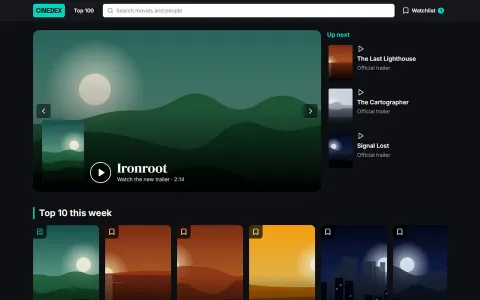 CINEDEX
Top 100
Search movies and people
Watchlist
Up next
The Last Lighthouse
Official trailer
The Cartographer
Official trailer
Signal Lost
Official trailer
Ironroot
Watch the new trailer · 2:14
Top 10 this week